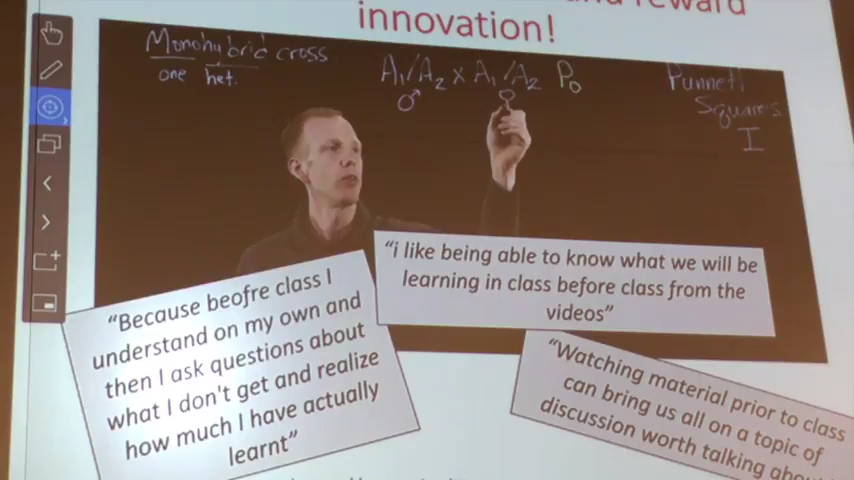 and reward
innovation!
Monohybrid cross
one het.
A₁/A₂ x A₁/A₂ P₀
♂ ♀
Punnett
Squares
I
"i like being able to know what we will be
learning in class before class from the
videos"
"Because beofre class I
understand on my own and
then I ask questions about
what I don't get and realize
how much I have actually
learnt"
"Watching material prior to class
can bring us all on a topic of
discussion worth talking about